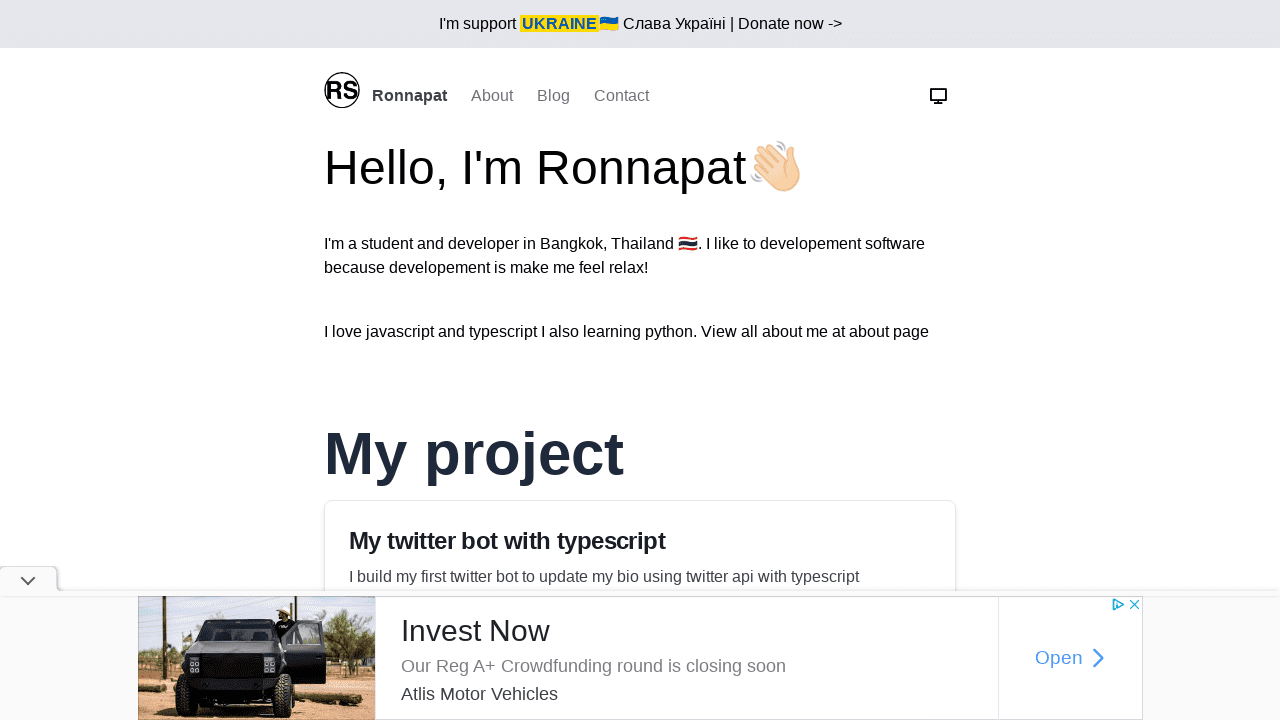 I'm support UKRAINE🇺🇦 Слава Україні | Donate now ->
RS Ronnapat About Blog Contact
Hello, I'm Ronnapat👋🏻
I'm a student and developer in Bangkok, Thailand 🇹🇭. I like to developement software
because developement is make me feel relax!
I love javascript and typescript I also learning python. View all about me at about page
My project
My twitter bot with typescript
I build my first twitter bot to update my bio using twitter api with typescript
Invest Now
Our Reg A+ Crowdfunding round is closing soon
Atlis Motor Vehicles
Open